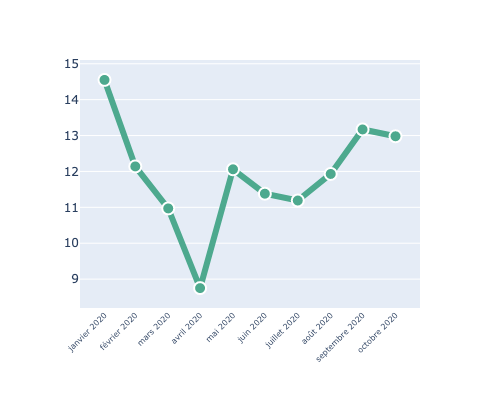 15
14
13
12
11
10
9
janvier 2020
février 2020
mars 2020
avril 2020
mai 2020
juin 2020
juillet 2020
août 2020
septembre 2020
octobre 2020